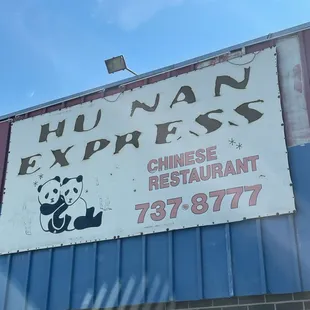 HU NAN
EXPRESS
CHINESE
RESTAURANT
737•8777